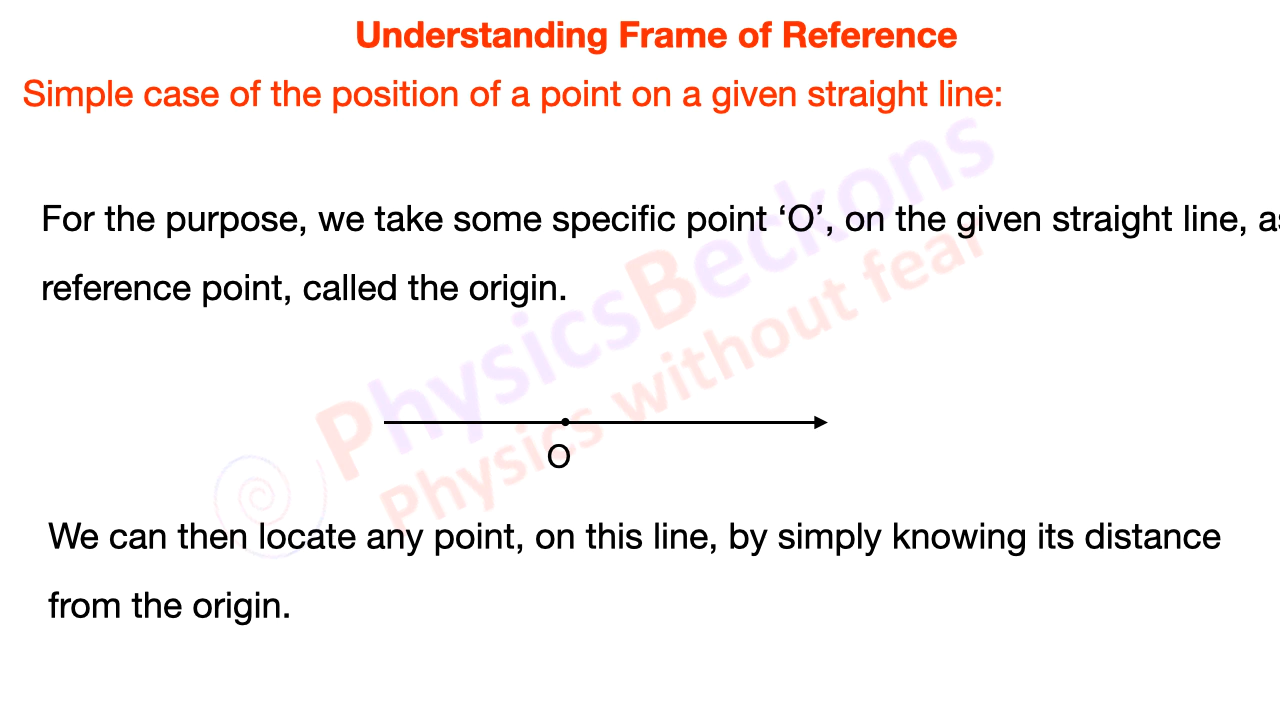 Understanding Frame of Reference
Simple case of the position of a point on a given straight line:
For the purpose, we take some specific point ‘O’, on the given straight line,
reference point, called the origin.
PhysicsBeckons
Physics without fear
O
We can then locate any point, on this line, by simply knowing its distance
from the origin.